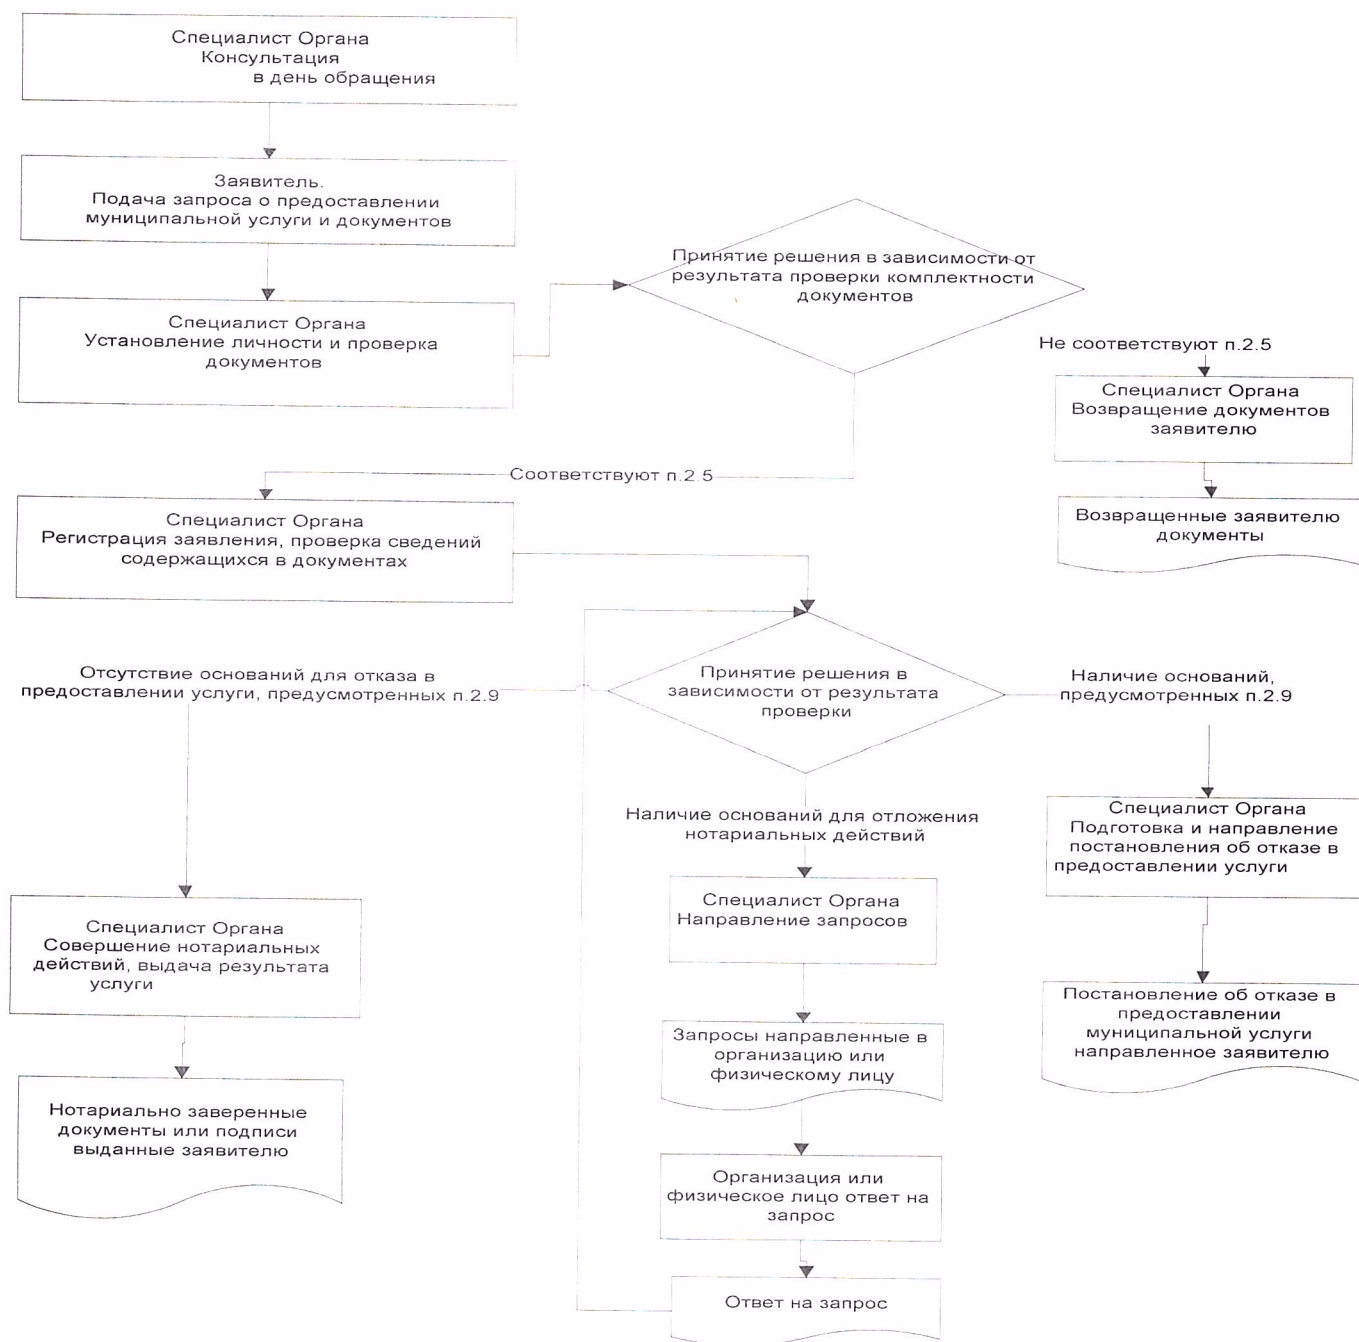 Специалист Органа
Консультация
в день обращения
Заявитель.
Подача запроса о предоставлении
муниципальной услуги и документов
Принятие решения в зависимости от
результата проверки комплектности
документов
Специалист Органа
Установление личности и проверка
документов
Не соответствуют п.2.5
Специалист Органа
Возвращение документов
заявителю
Соответствуют п.2.5
Возвращенные заявителю
документы
Специалист Органа
Регистрация заявления, проверка сведений
содержащихся в документах
Отсутствие оснований для отказа в
предоставлении услуги, предусмотренных п.2.9
Принятие решения в
зависимости от результата
проверки
Наличие оснований,
предусмотренных п.2.9
Наличие оснований для отложения
нотариальных действий
Специалист Органа
Подготовка и направление
постановления об отказе в
предоставлении услуги
Специалист Органа
Направление запросов
Специалист Органа
Совершение нотариальных
действий, выдача результата
услуги
Постановление об отказе в
предоставлении
муниципальной услуги
направленное заявителю
Запросы направленные в
организацию или
физическому лицу
Нотариально заверенные
документы или подписи
выданные заявителю
Организация или
физическое лицо ответ на
запрос
Ответ на запрос